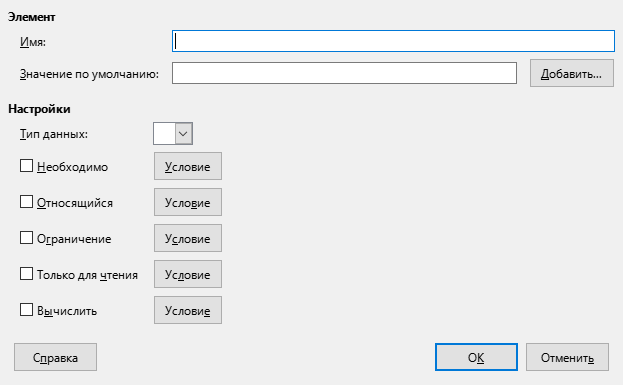 Элемент
Имя:
Значение по умолчанию:
Добавить...
Настройки
Тип данных:
Необходимо
Условие
Относящийся
Условие
Ограничение
Условие
Только для чтения
Условие
Вычислить
Условие
Справка
OK
Отменить